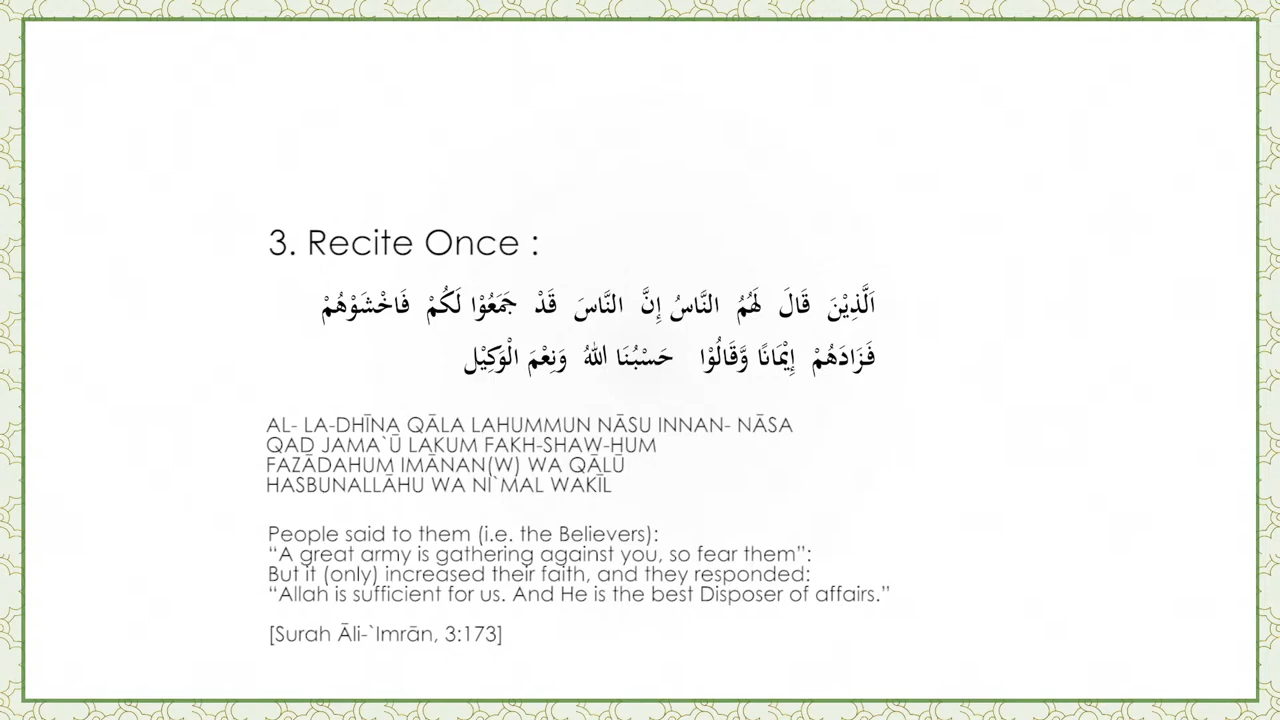 3. Recite Once :
اَلَّذِيْنَ قَالَ لَهُمُ النَّاسُ إِنَّ النَّاسَ قَدْ جَمَعُوْا لَكُمْ فَاخْشَوْهُمْ
فَزَادَهُمْ إِيْمَانًا وَّقَالُوْا حَسْبُنَا اللهُ وَنِعْمَ الْوَكِيْل
AL- LA-DHĪNA QĀLA LAHUMMUN NĀSU INNAN- NĀSA
QAD JAMA`Ū LAKUM FAKH-SHAW-HUM
FAZĀDAHUM IMĀNAN(W) WA QĀLŪ
HASBUNALLĀHU WA NI`MAL WAKĪL
People said to them (i.e. the Believers):
“A great army is gathering against you, so fear them”:
But it (only) increased their faith, and they responded:
“Allah is sufficient for us. And He is the best Disposer of affairs.”
[Surah Āli-`Imrān, 3:173]